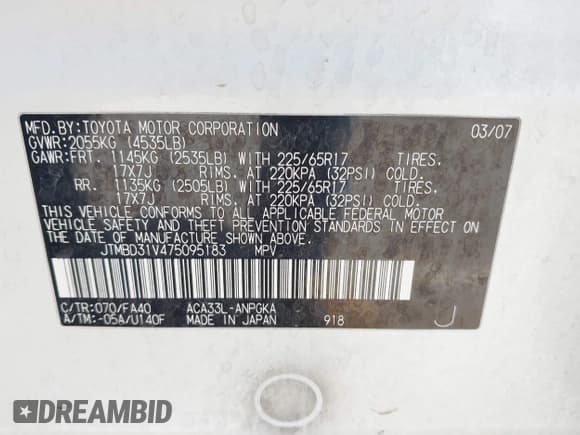 MFD.BY:TOYOTA MOTOR CORPORATION 03/07
GVWR:2055KG (4535LB)
GAWR:FRT. 1145KG (2535LB) WITH 225/65R17 TIRES.
17X7J RIMS. AT 220KPA (32PSI) COLD.
RR. 1135KG (2505LB) WITH 225/65R17 TIRES.
17X7J RIMS. AT 220KPA (32PSI) COLD.
THIS VEHICLE CONFORMS TO ALL APPLICABLE FEDERAL MOTOR
VEHICLE SAFETY AND THEFT PREVENTION STANDARDS IN EFFECT ON
THE DATE OF MANUFACTURE SHOWN ABOVE.
JTMBD31V475095183 MPV
C/TR:070/FA40 ACA33L-ANPGKA
A/TM:-05A/U140F MADE IN JAPAN 918 J
DREAMBID